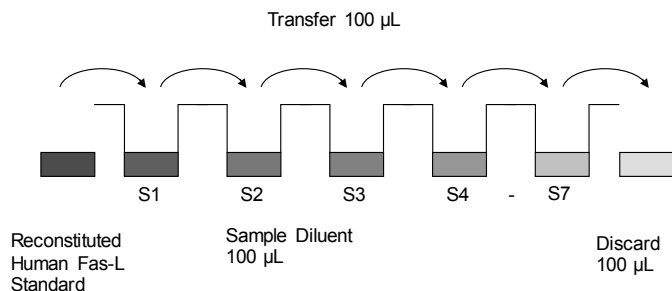 Transfer 100 µL
S1 S2 S3 S4 - S7
Reconstituted
Human Fas-L
Standard
Sample Diluent
100 µL
Discard
100 µL